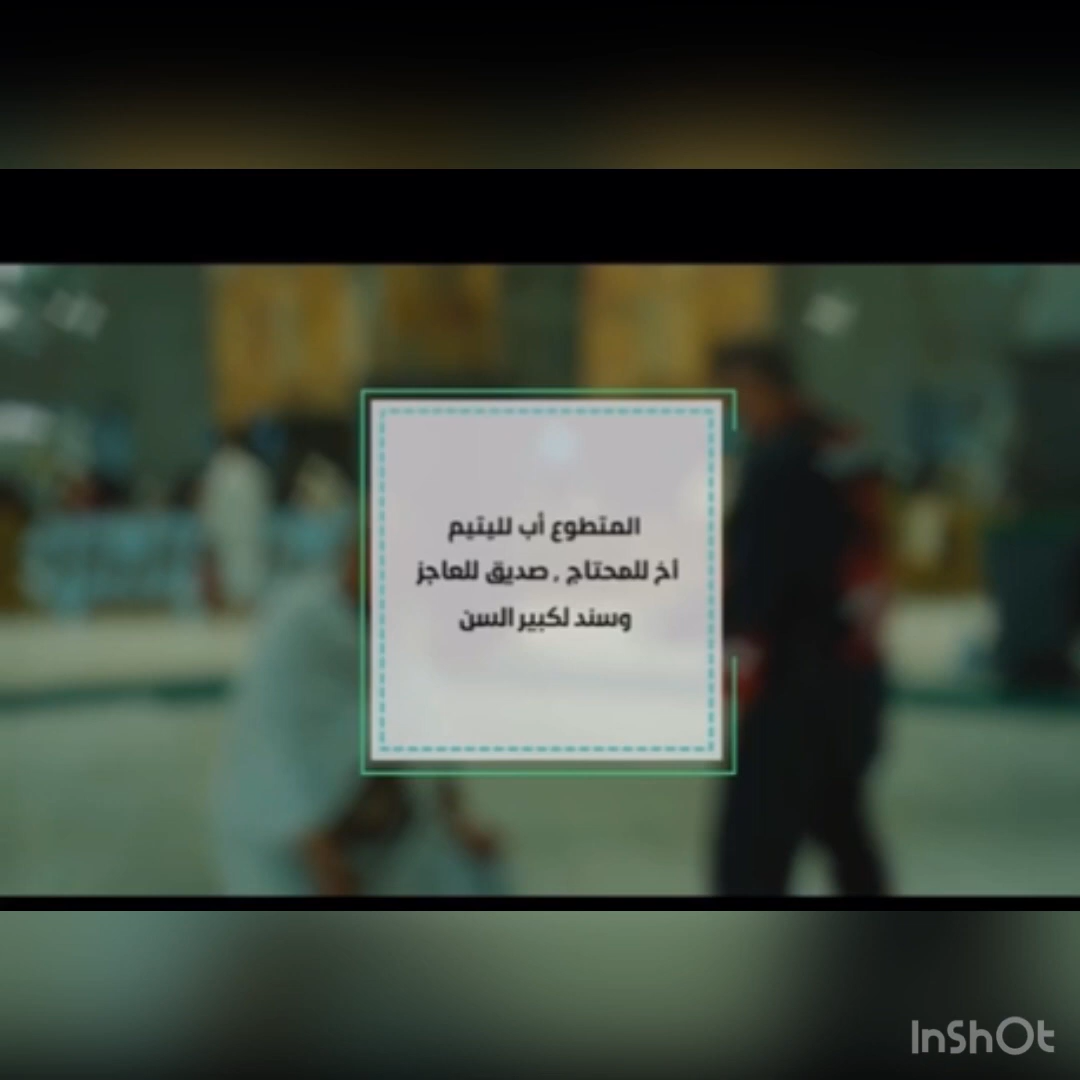 المتطوع أب لليتيم
أخ للمحتاج , صديق للعاجز
وسند لكبير السن
InShOt